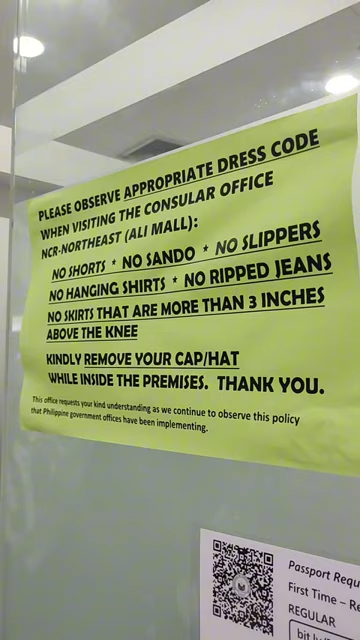 PLEASE OBSERVE APPROPRIATE DRESS CODE
WHEN VISITING THE CONSULAR OFFICE
NCR-NORTHEAST (ALI MALL):
NO SHORTS * NO SANDO * NO SLIPPERS
NO HANGING SHIRTS * NO RIPPED JEANS
NO SKIRTS THAT ARE MORE THAN 3 INCHES
ABOVE THE KNEE
KINDLY REMOVE YOUR CAP/HAT
WHILE INSIDE THE PREMISES. THANK YOU.
This office requests your kind understanding as we continue to observe this policy
that Philippine government offices have been implementing.
Passport Requ
First Time – Re
REGULAR
bit.ly/